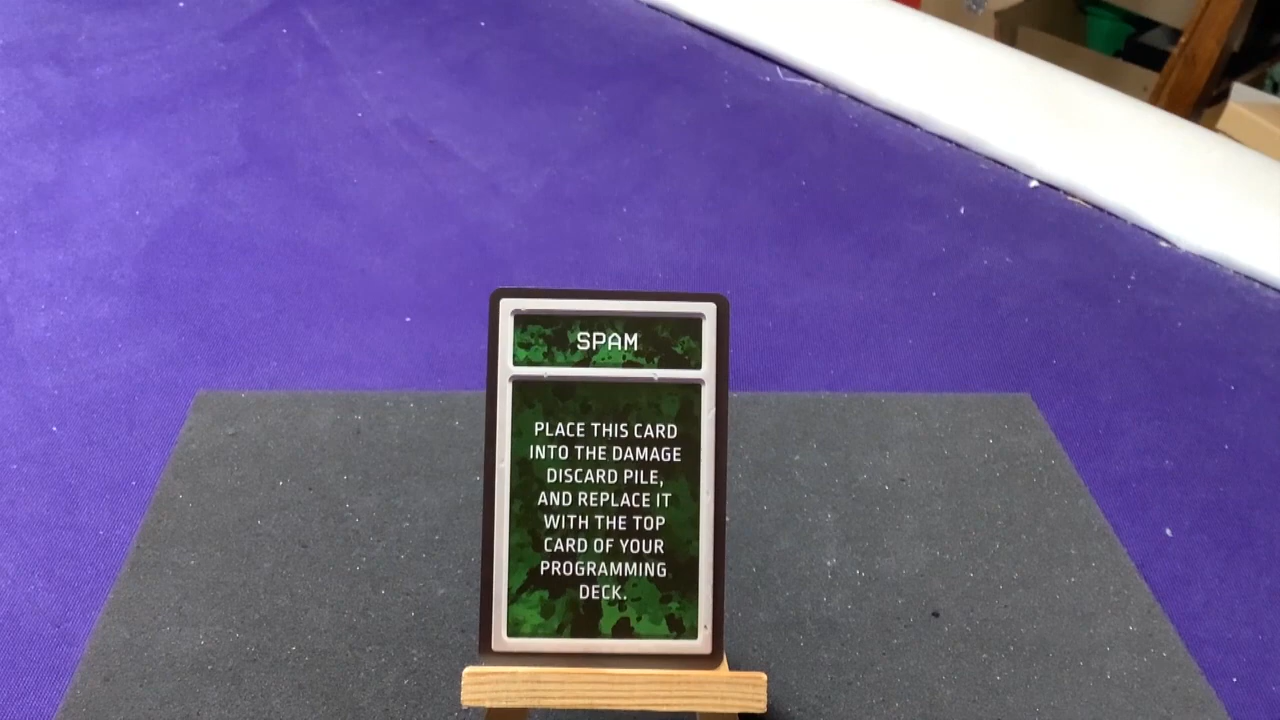 SPAM
PLACE THIS CARD
INTO THE DAMAGE
DISCARD PILE,
AND REPLACE IT
WITH THE TOP
CARD OF YOUR
PROGRAMMING
DECK.